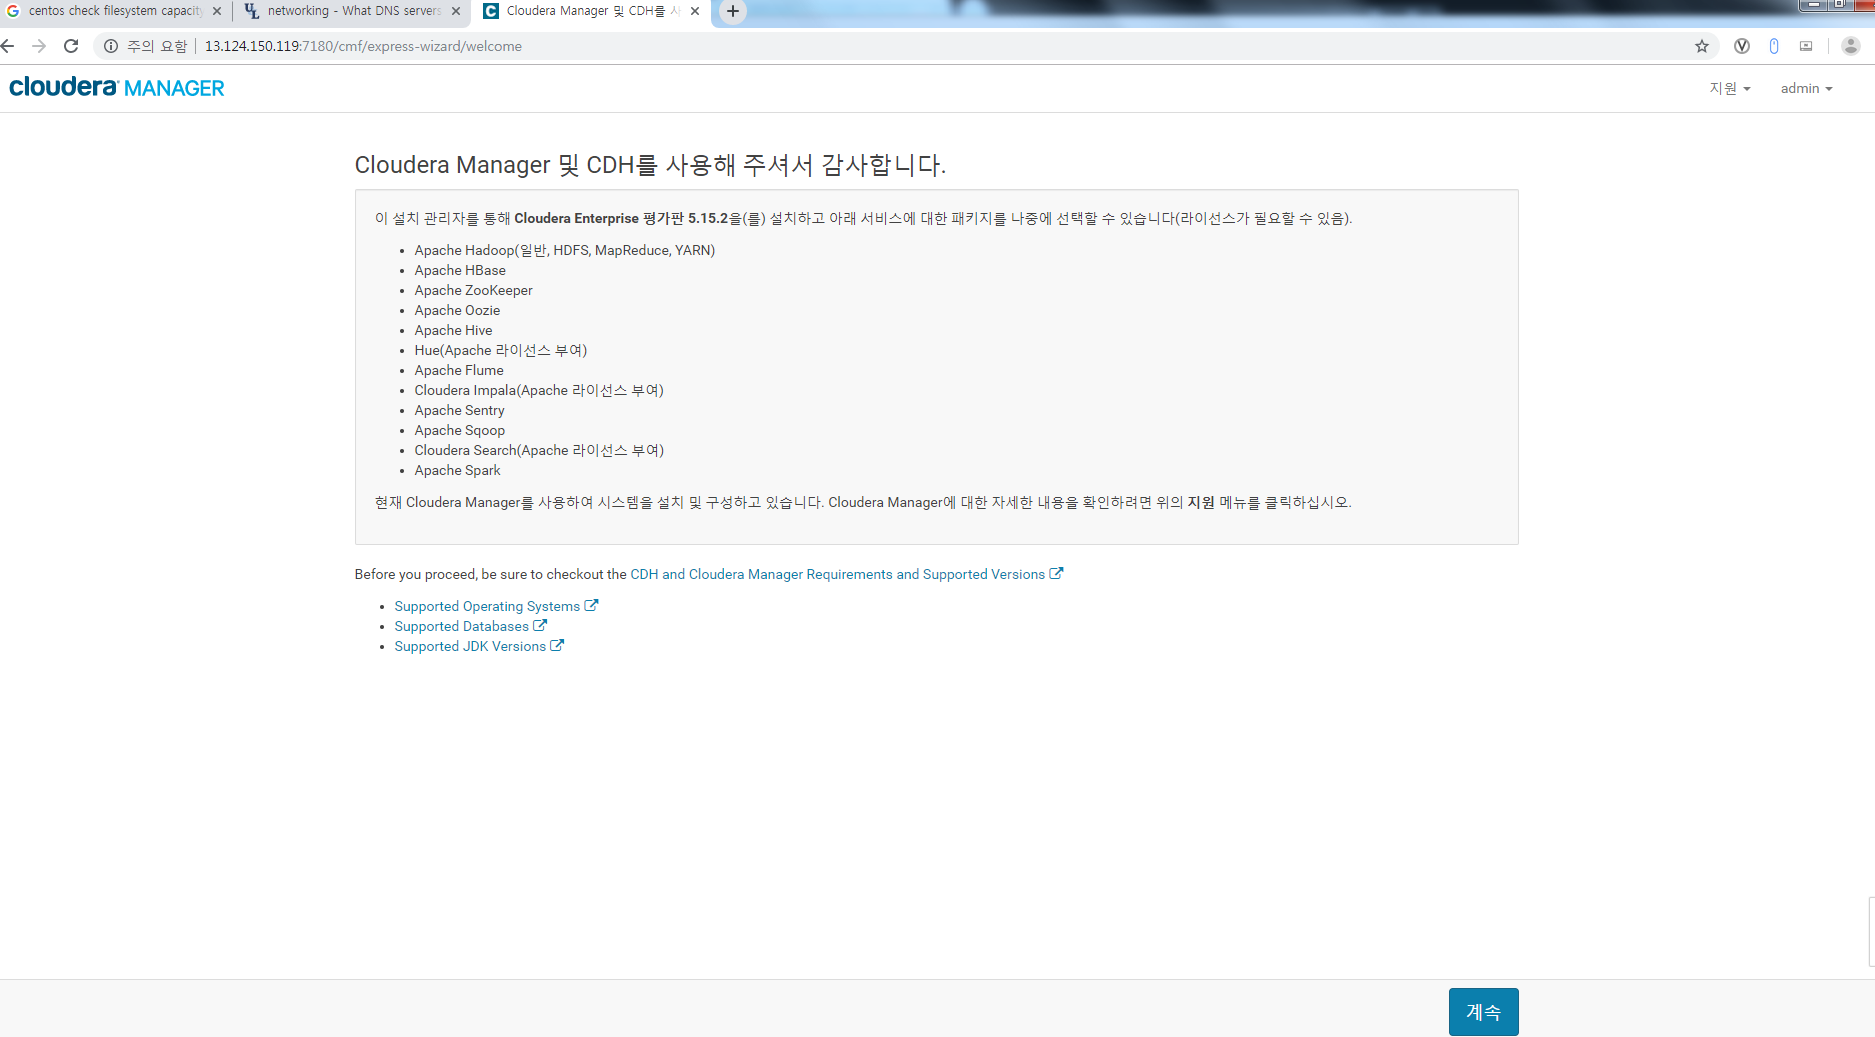 centos check filesystem capacity
networking - What DNS servers
Cloudera Manager 및 CDH를 사
주의 요함
13.124.150.119:7180/cmf/express-wizard/welcome
cloudera MANAGER
지원
admin
Cloudera Manager 및 CDH를 사용해 주셔서 감사합니다.
이 설치 관리자를 통해 Cloudera Enterprise 평가판 5.15.2을(를) 설치하고 아래 서비스에 대한 패키지를 나중에 선택할 수 있습니다(라이선스가 필요할 수 있음).
• Apache Hadoop(일반, HDFS, MapReduce, YARN)
• Apache HBase
• Apache ZooKeeper
• Apache Oozie
• Apache Hive
• Hue(Apache 라이선스 부여)
• Apache Flume
• Cloudera Impala(Apache 라이선스 부여)
• Apache Sentry
• Apache Sqoop
• Cloudera Search(Apache 라이선스 부여)
• Apache Spark
현재 Cloudera Manager를 사용하여 시스템을 설치 및 구성하고 있습니다. Cloudera Manager에 대한 자세한 내용을 확인하려면 위의 지원 메뉴를 클릭하십시오.
Before you proceed, be sure to checkout the CDH and Cloudera Manager Requirements and Supported Versions
• Supported Operating Systems
• Supported Databases
• Supported JDK Versions
계속